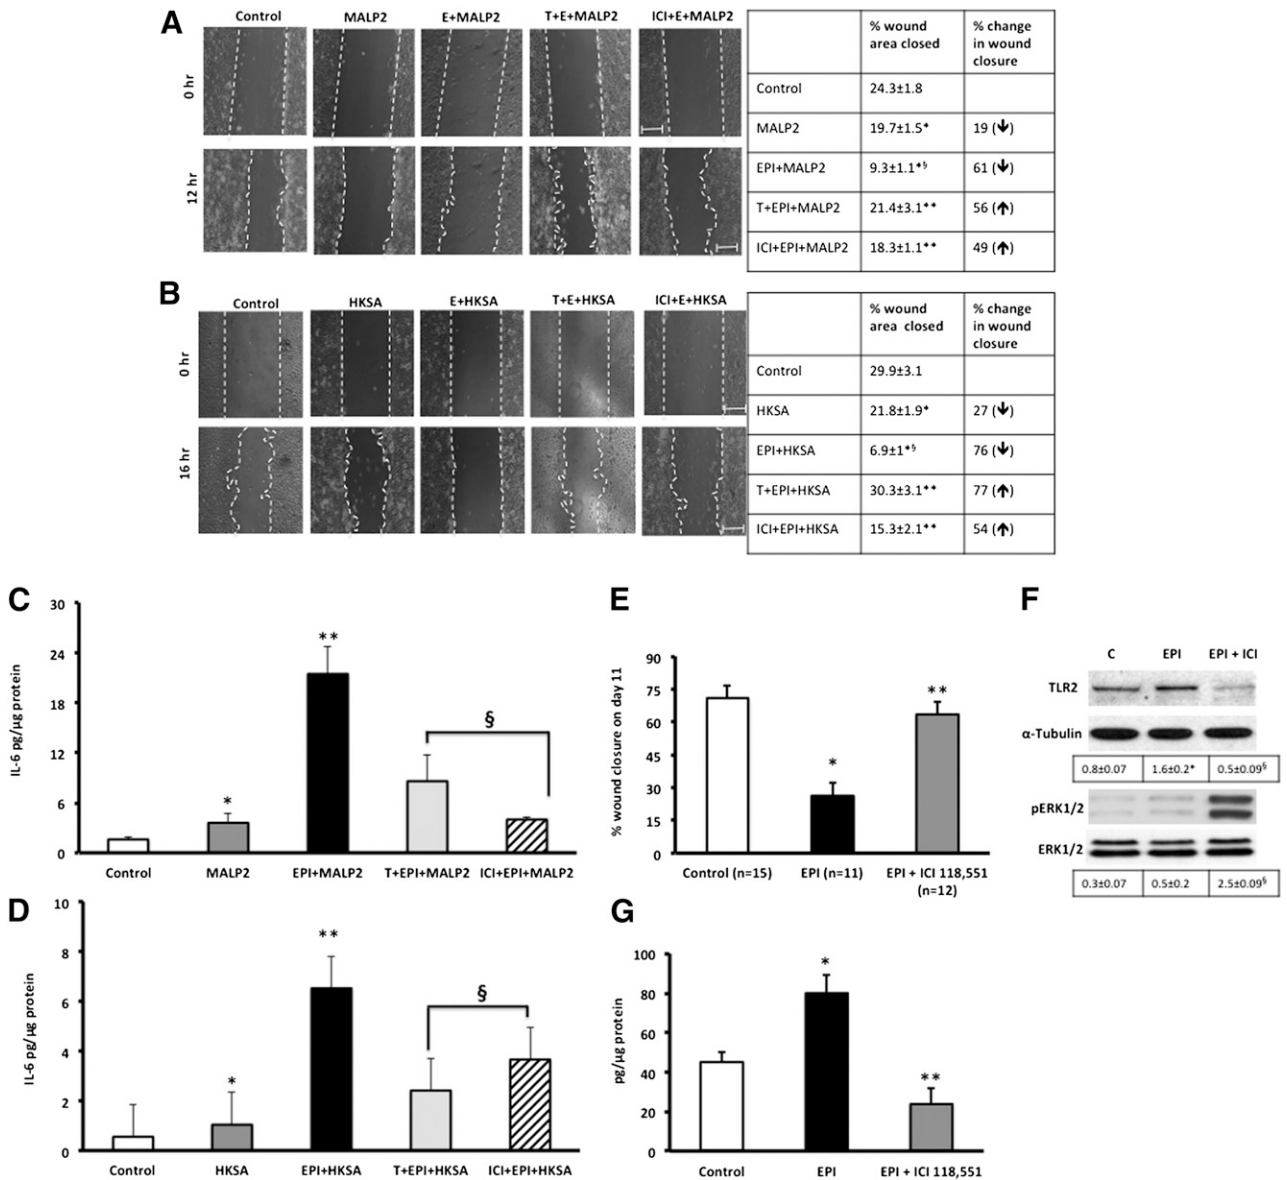 A
Control
MALP2
E+MALP2
T+E+MALP2
ICI+E+MALP2
0 hr
12 hr
% wound area closed
% change in wound closure
Control 24.3±1.8
MALP2 19.7±1.5* 19 (↓)
EPI+MALP2 9.3±1.1*§ 61 (↓)
T+EPI+MALP2 21.4±3.1** 56 (↑)
ICI+EPI+MALP2 18.3±1.1** 49 (↑)
B
Control
HKSA
E+HKSA
T+E+HKSA
ICI+E+HKSA
0 hr
16 hr
% wound area closed
% change in wound closure
Control 29.9±3.1
HKSA 21.8±1.9* 27 (↓)
EPI+HKSA 6.9±1*§ 76 (↓)
T+EPI+HKSA 30.3±3.1** 77 (↑)
ICI+EPI+HKSA 15.3±2.1** 54 (↑)
C
IL-6 pg/µg protein
30
24
18
12
6
0
*
**
§
Control
MALP2
EPI+MALP2
T+EPI+MALP2
ICI+EPI+MALP2
D
IL-6 pg/µg protein
10
8
6
4
2
0
*
**
§
Control
HKSA
EPI+HKSA
T+EPI+HKSA
ICI+EPI+HKSA
E
% wound closure on day 11
90
75
60
45
30
15
0
*
**
Control (n=15)
EPI (n=11)
EPI + ICI 118,551
(n=12)
F
C
EPI
EPI + ICI
TLR2
α-Tubulin
0.8±0.07 1.6±0.2* 0.5±0.09§
pERK1/2
ERK1/2
0.3±0.07 0.5±0.2 2.5±0.09§
G
pg/µg protein
100
80
60
40
20
0
*
**
Control
EPI
EPI + ICI 118,551